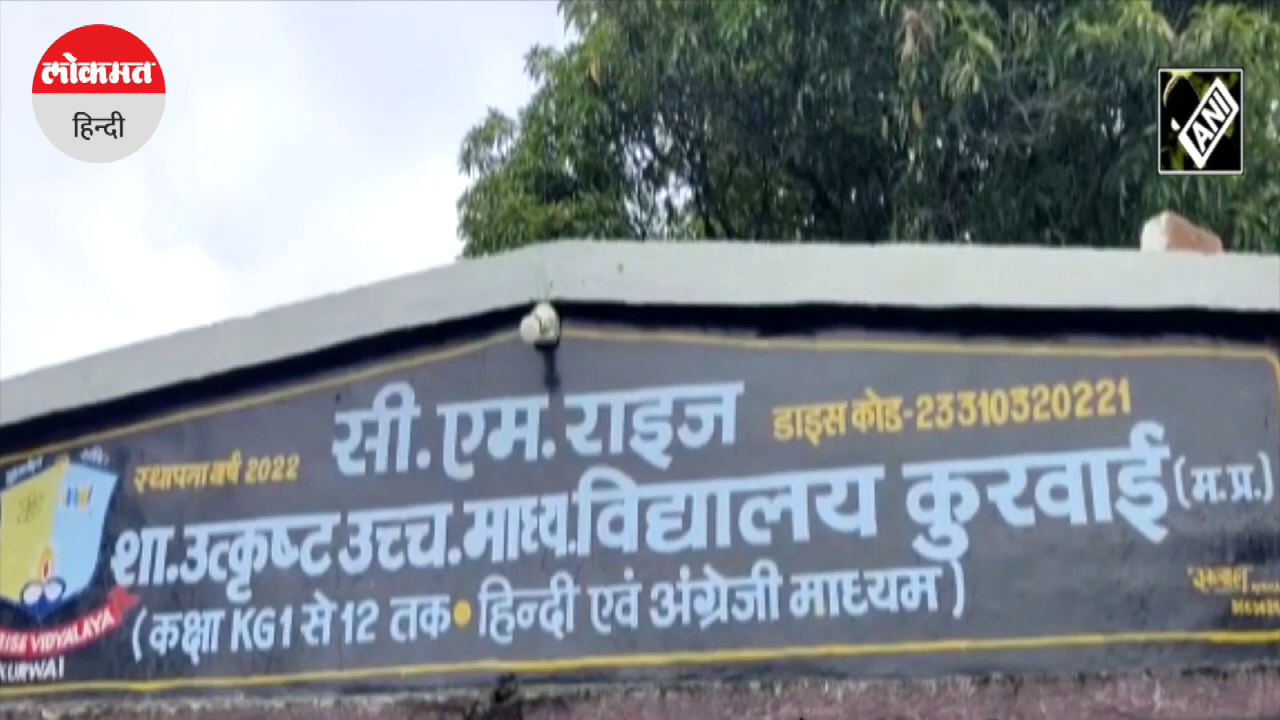 लोकमत
हिन्दी
ANI
सी.एम.राइज
डाइस कोड-23310320221
स्थापना वर्ष 2022
शा.उत्कृष्ट उच्च.माध्य.विद्यालय कुरवाई (म.प्र.)
(कक्षा KG1 से 12 तक • हिन्दी एवं अंग्रेजी माध्यम)
RISE VIDYALAYA
KURWAI